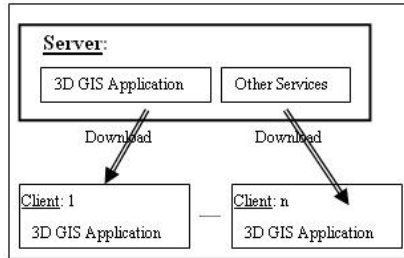 Server:
3D GIS Application
Other Services
Download
Download
Client: 1
3D GIS Application
Client: n
3D GIS Application